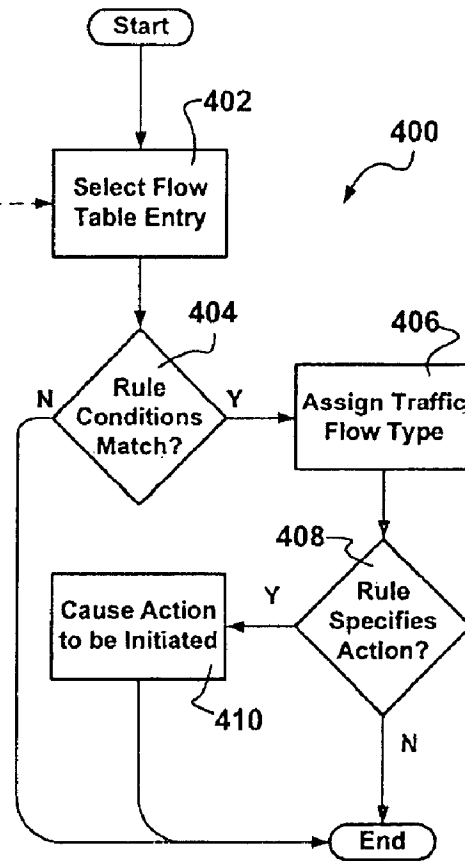 Start
402
400
Select Flow
Table Entry
404
406
N
Rule
Conditions
Match?
Y
Assign Traffic
Flow Type
408
Cause Action
to be Initiated
Y
Rule
Specifies
Action?
410
N
End